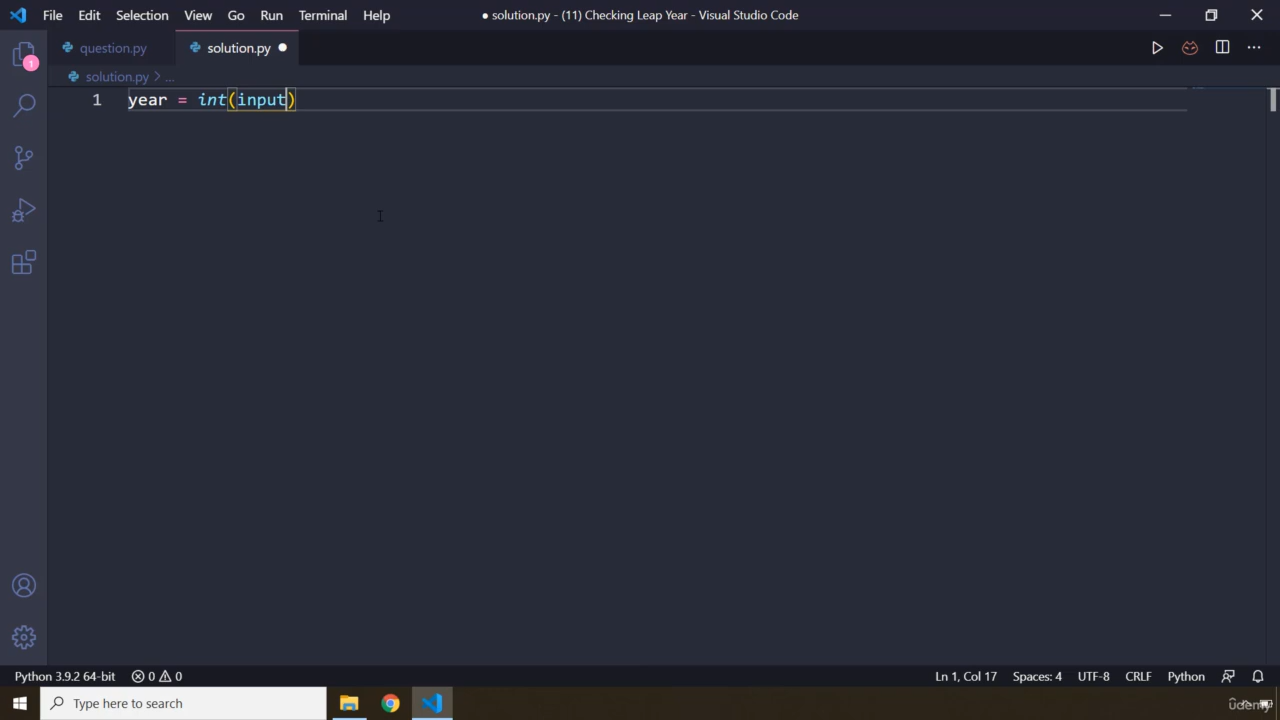 File Edit Selection View Go Run Terminal Help
● solution.py - (11) Checking Leap Year - Visual Studio Code
question.py
solution.py
1
solution.py > ...
1 year = int(input)
Python 3.9.2 64-bit
0 0
Ln 1, Col 17
Spaces: 4
UTF-8
CRLF
Python
Type here to search
udemy